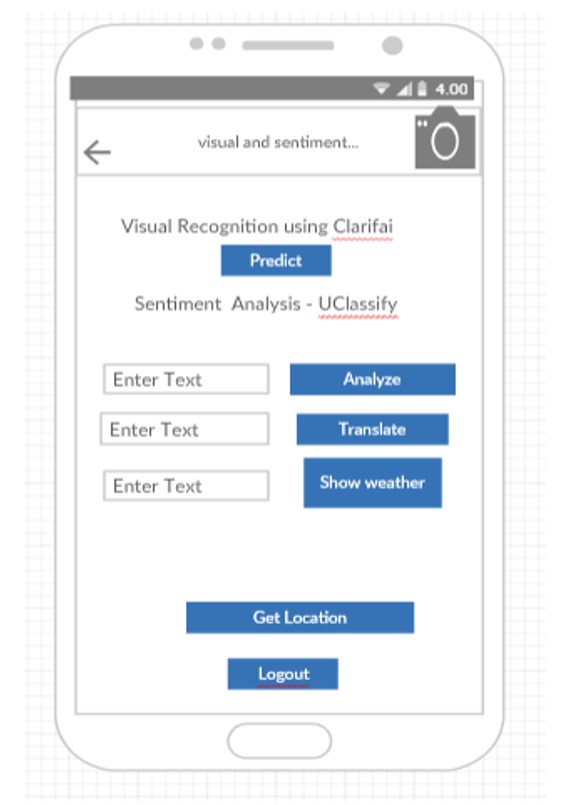 4.00
visual and sentiment...
Visual Recognition using Clarifai
Predict
Sentiment Analysis - UClassify
Enter Text
Analyze
Enter Text
Translate
Enter Text
Show weather
Get Location
Logout